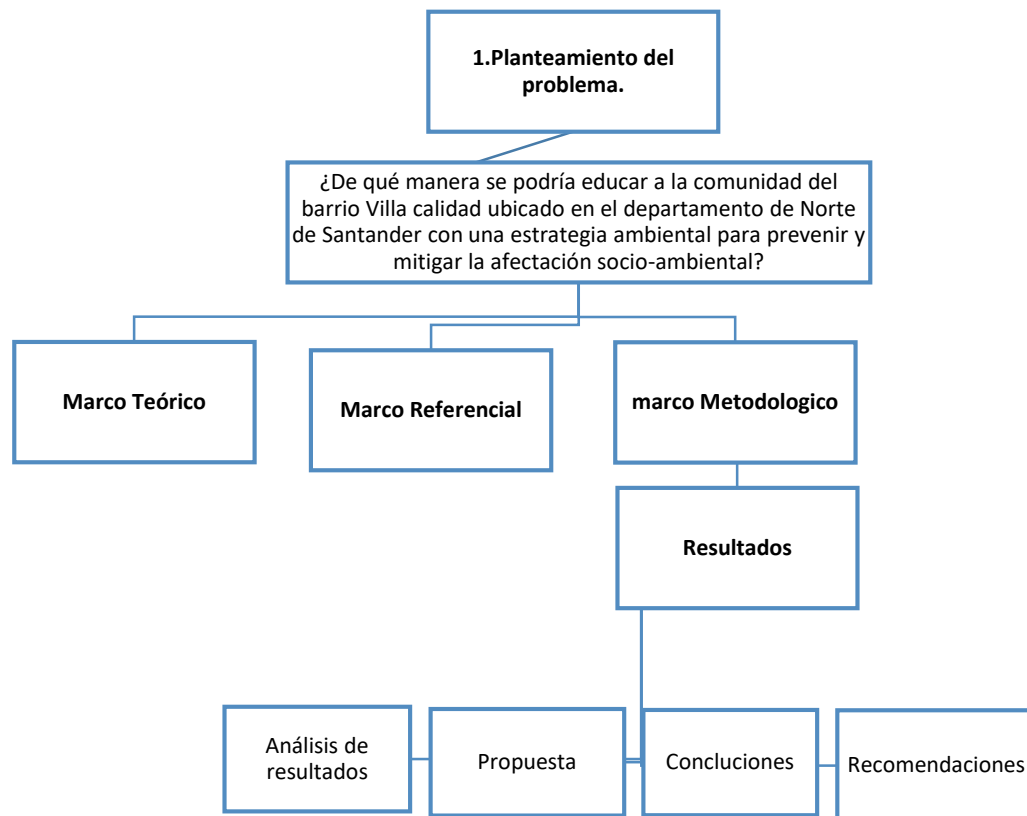 1.Planteamiento del
problema.
¿De qué manera se podría educar a la comunidad del
barrio Villa calidad ubicado en el departamento de Norte
de Santander con una estrategia ambiental para prevenir y
mitigar la afectación socio-ambiental?
Marco Teórico
Marco Referencial
marco Metodologico
Resultados
Análisis de
resultados
Propuesta
Concluciones
Recomendaciones